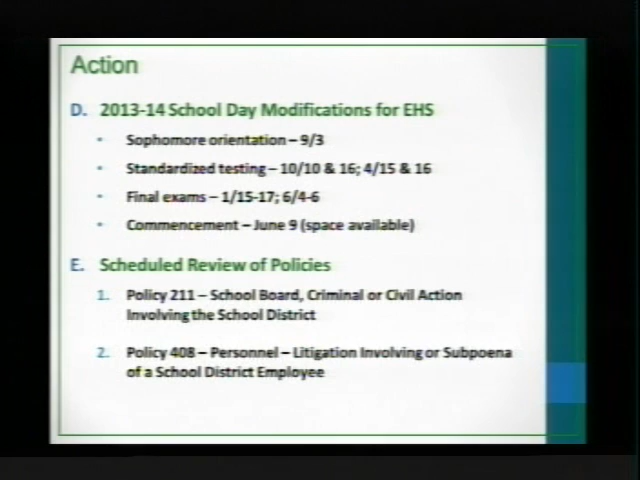 Action
D. 2013-14 School Day Modifications for EHS
• Sophomore orientation – 9/3
• Standardized testing – 10/10 & 16; 4/15 & 16
• Final exams – 1/15-17; 6/4-6
• Commencement – June 9 (space available)
E. Scheduled Review of Policies
1. Policy 211 – School Board, Criminal or Civil Action
Involving the School District
2. Policy 408 – Personnel – Litigation Involving or Subpoena
of a School District Employee